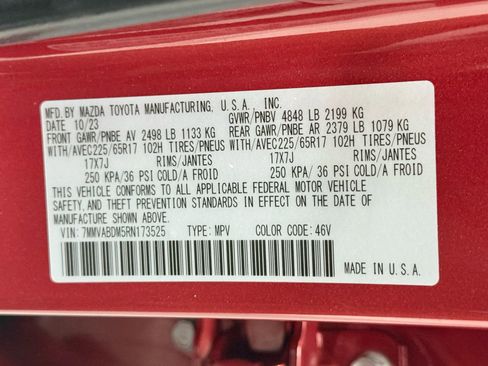 MFD. BY MAZDA TOYOTA MANUFACTURING, U.S.A., INC.
DATE 10/23 GVWR/PNBV 4848 LB 2199 KG
FRONT GAWR/PNBE AV 2498 LB 1133 KG REAR GAWR/PNBE AR 2379 LB 1079 KG
WITH/AVEC225/65R17 102H TIRES/PNEUS WITH/AVEC225/65R17 102H TIRES/PNEUS
17X7J RIMS/JANTES 17X7J RIMS/JANTES
250 KPA/ 36 PSI COLD/A FROID 250 KPA/ 36 PSI COLD/A FROID
THIS VEHICLE CONFORMS TO ALL APPLICABLE FEDERAL MOTOR VEHICLE
SAFETY, AND THEFT PREVENTION STANDARDS IN EFFECT ON THE DATE OF
MANUFACTURE SHOWN ABOVE.
VIN: 7MMVABDM5RN173525 TYPE: MPV COLOR CODE: 46V
MADE IN U.S.A.